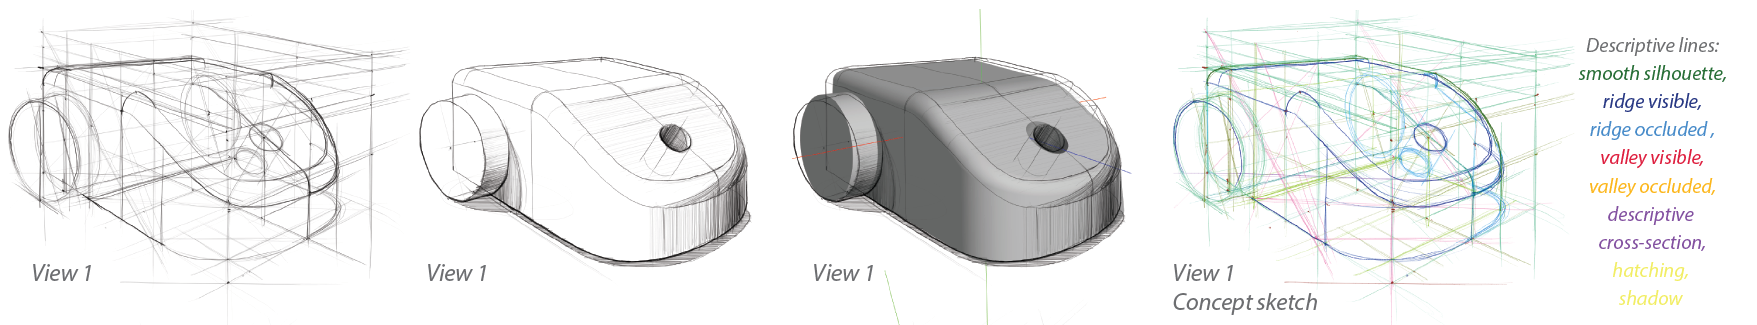 View 1
View 1
View 1
View 1
Concept sketch
Descriptive lines:
smooth silhouette,
ridge visible,
ridge occluded ,
valley visible,
valley occluded,
descriptive
cross-section,
hatching,
shadow